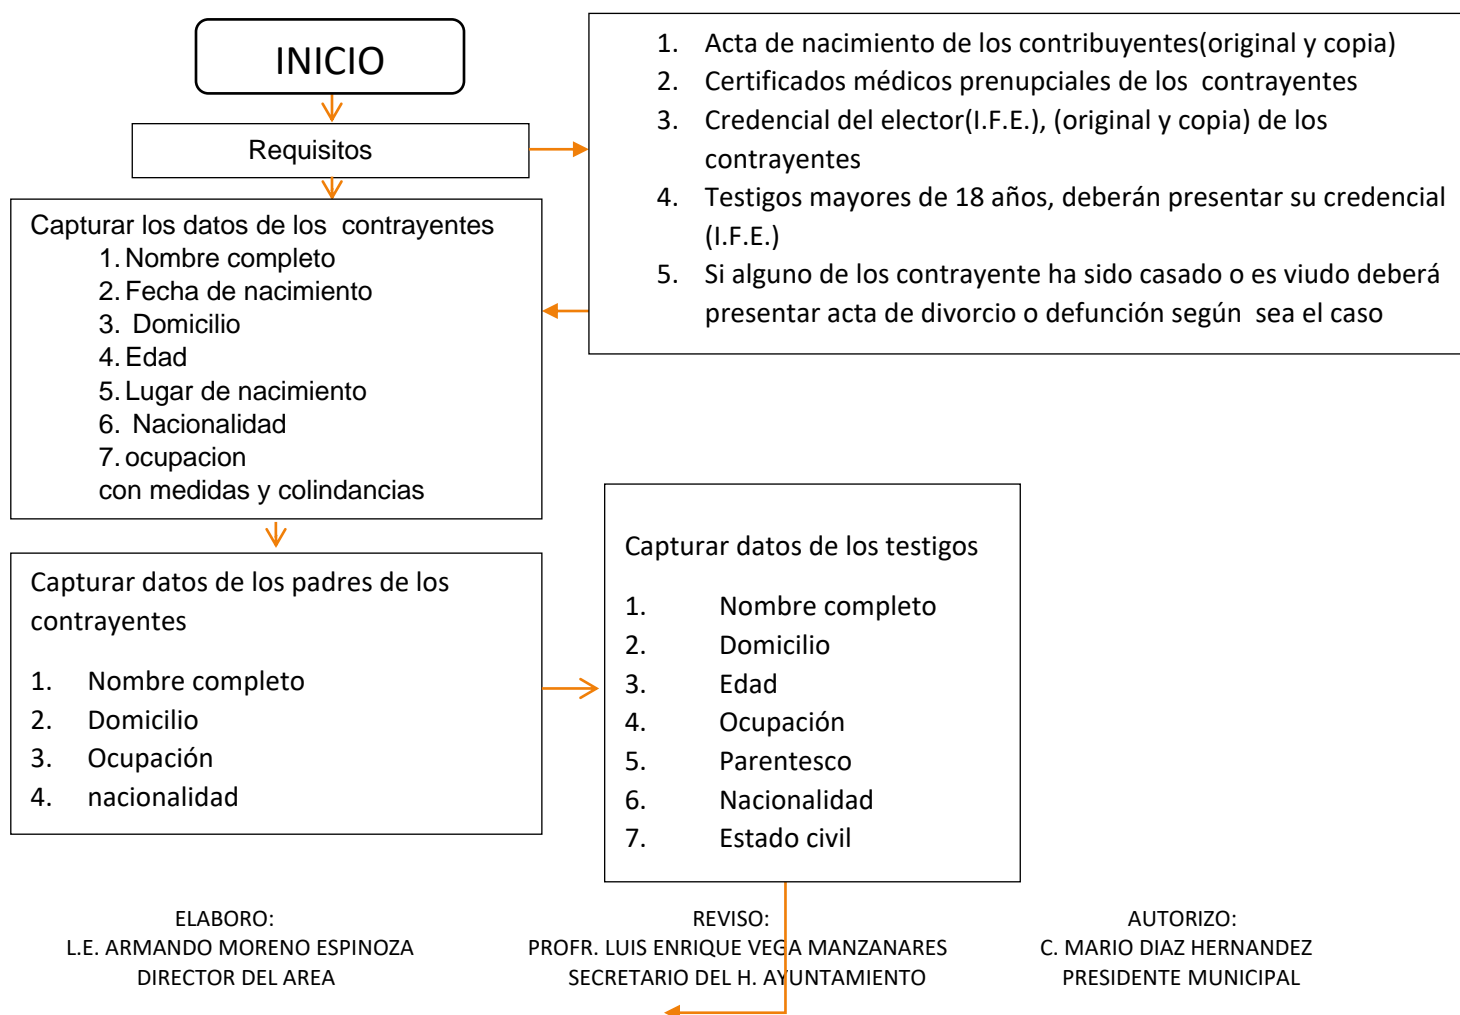 INICIO
Requisitos
1. Acta de nacimiento de los contribuyentes(original y copia)
2. Certificados médicos prenupciales de los contrayentes
3. Credencial del elector(I.F.E.), (original y copia) de los
contrayentes
4. Testigos mayores de 18 años, deberán presentar su credencial
(I.F.E.)
5. Si alguno de los contrayente ha sido casado o es viudo deberá
presentar acta de divorcio o defunción según sea el caso
Capturar los datos de los contrayentes
1. Nombre completo
2. Fecha de nacimiento
3. Domicilio
4. Edad
5. Lugar de nacimiento
6. Nacionalidad
7. ocupacion
con medidas y colindancias
Capturar datos de los padres de los
contrayentes
1. Nombre completo
2. Domicilio
3. Ocupación
4. nacionalidad
Capturar datos de los testigos
1. Nombre completo
2. Domicilio
3. Edad
4. Ocupación
5. Parentesco
6. Nacionalidad
7. Estado civil
ELABORO:
L.E. ARMANDO MORENO ESPINOZA
DIRECTOR DEL AREA
REVISO:
PROFR. LUIS ENRIQUE VEGA MANZANARES
SECRETARIO DEL H. AYUNTAMIENTO
AUTORIZO:
C. MARIO DIAZ HERNANDEZ
PRESIDENTE MUNICIPAL